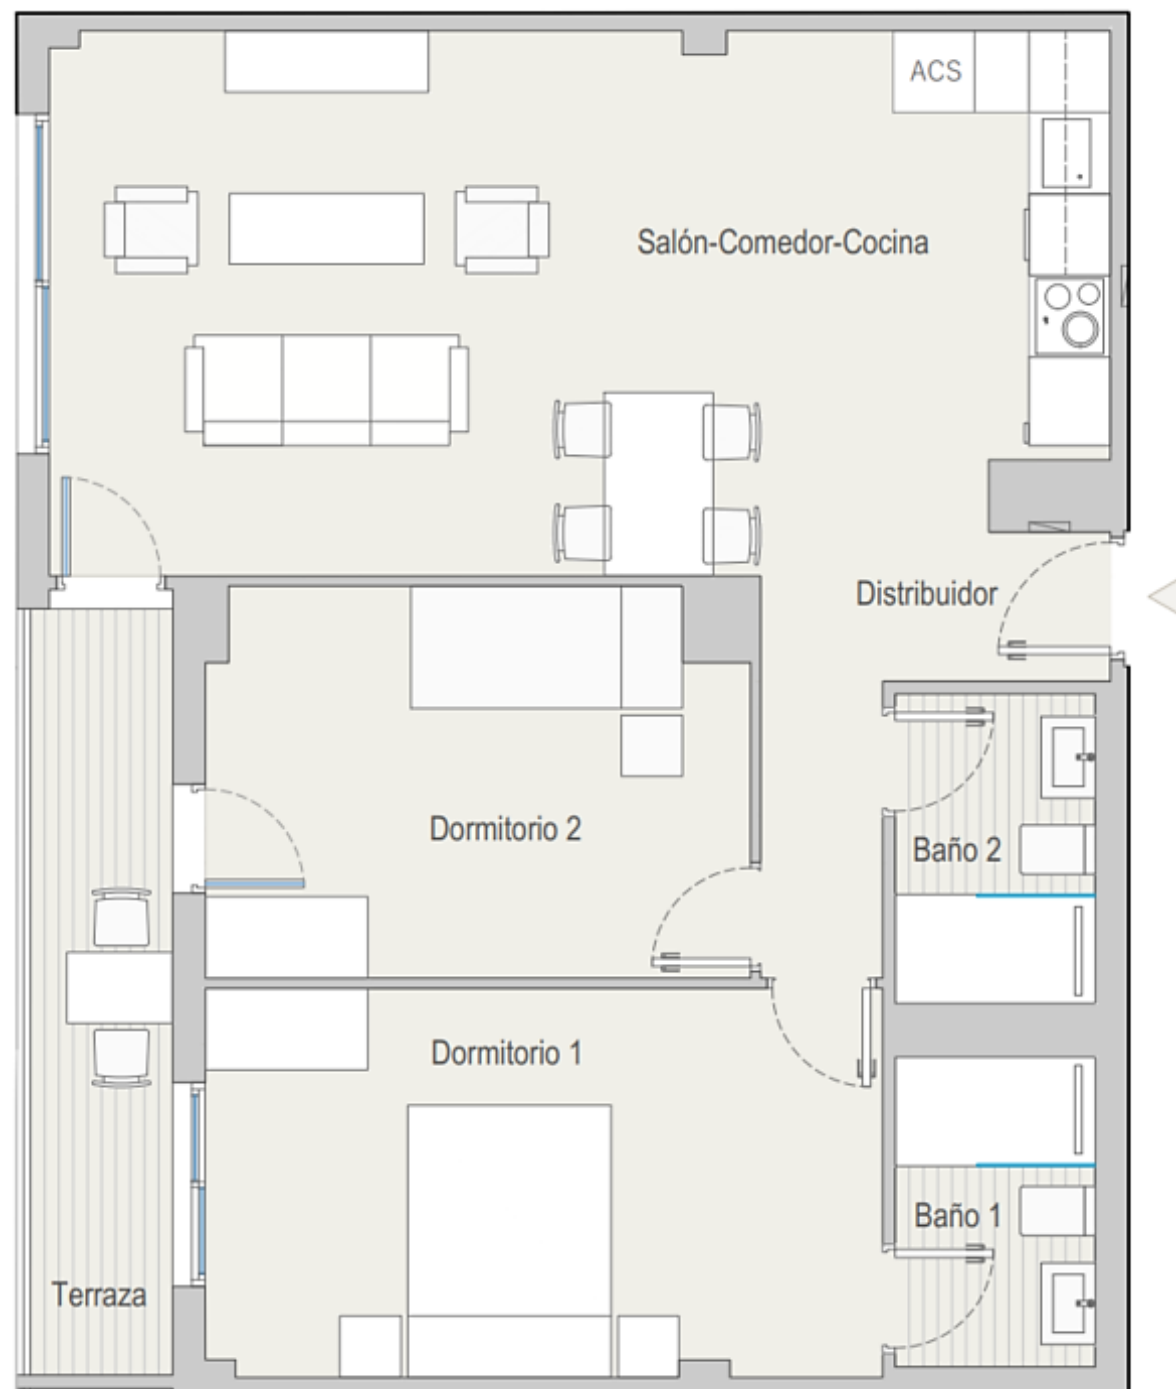 ACS
Salón-Comedor-Cocina
Distribuidor
Dormitorio 2
Baño 2
Dormitorio 1
Baño 1
Terraza